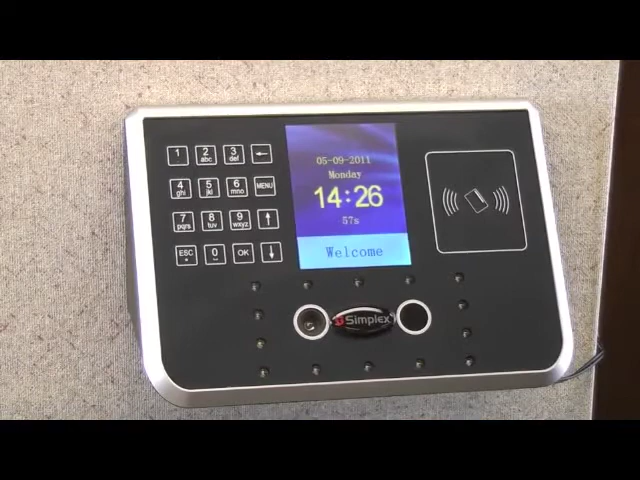 1 2 abc 3 def ←
4 ghi 5 jkl 6 mno MENU
7 pqrs 8 tuv 9 wxyz ↑
ESC 0 OK ↓
05-09-2011
Monday
14:26
57s
Welcome
Simplex